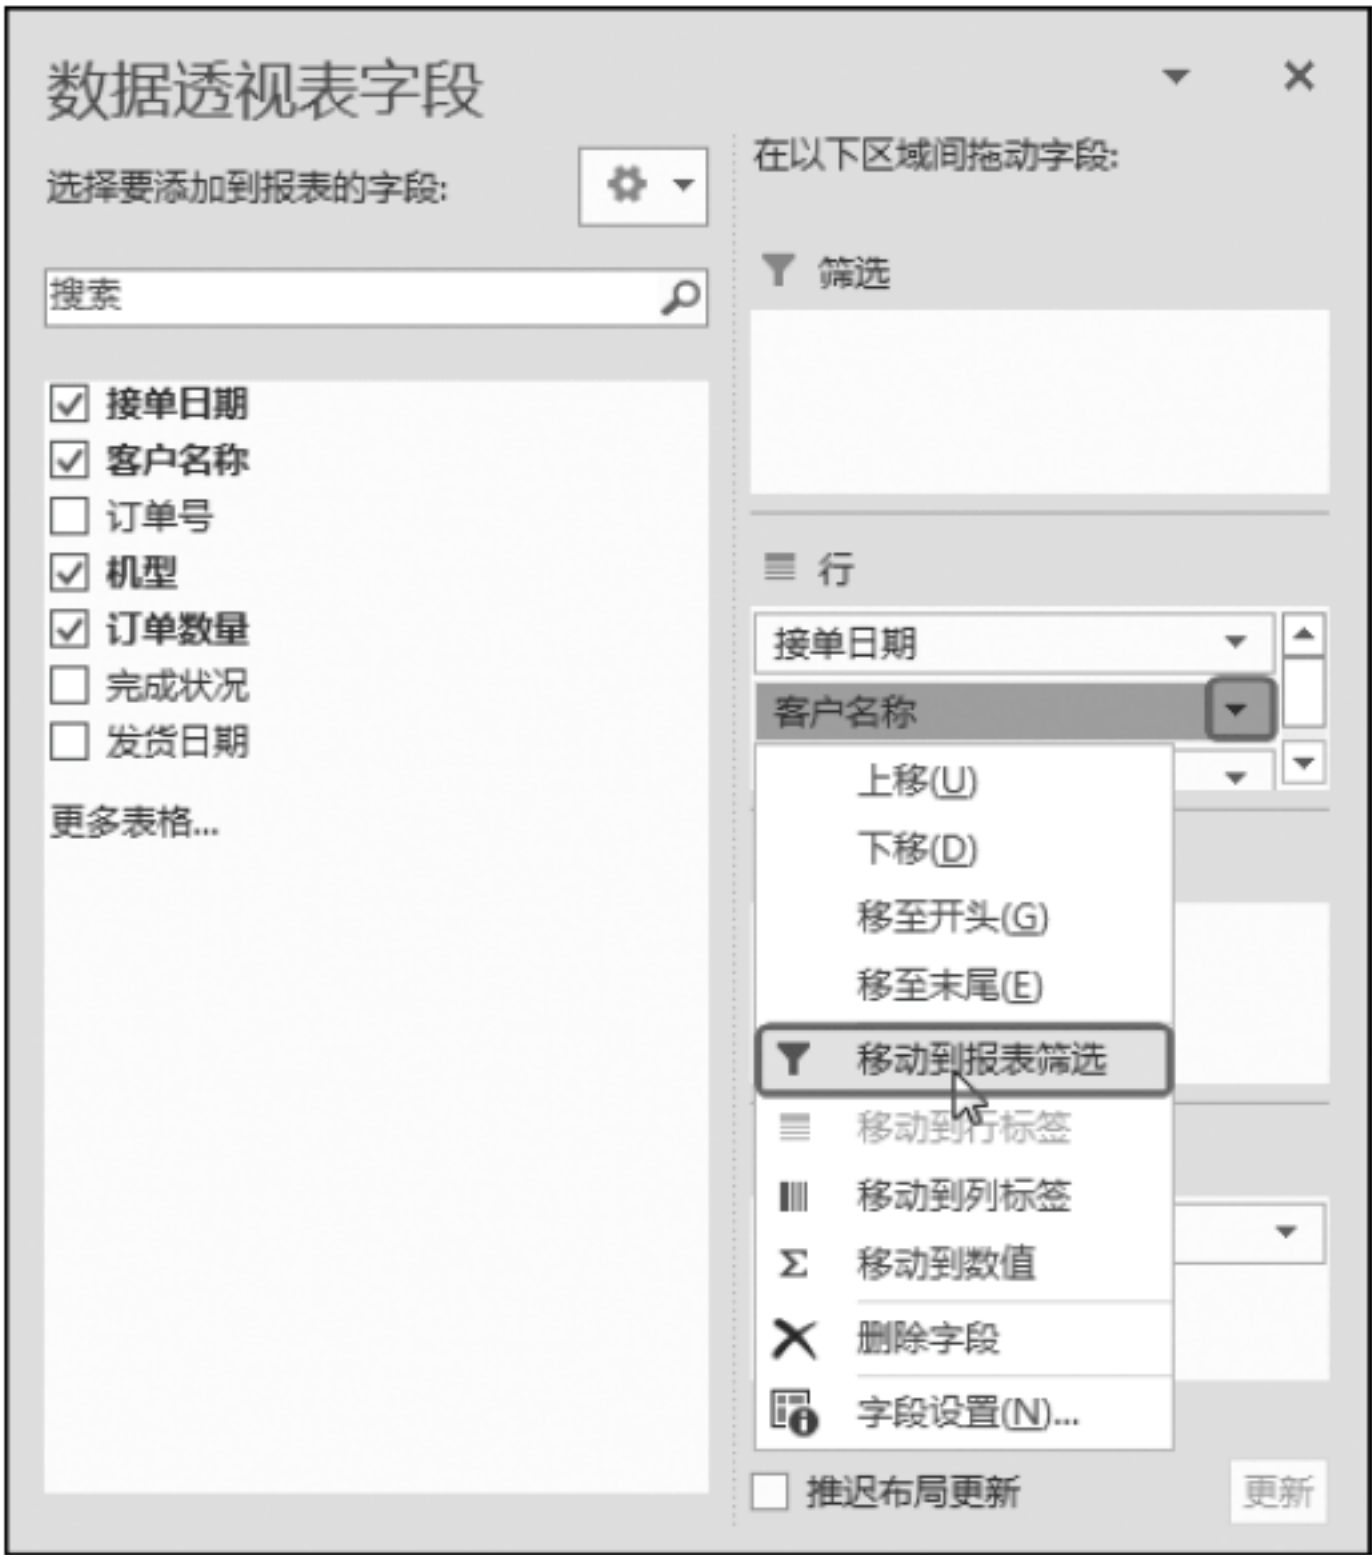 数据透视表字段
选择要添加到报表的字段:
搜索
接单日期
客户名称
订单号
机型
订单数量
完成状况
发货日期
更多表格...
在以下区域间拖动字段:
筛选
行
接单日期
客户名称
上移(U)
下移(D)
移至开头(G)
移至末尾(E)
移动到报表筛选
移动到行标签
移动到列标签
Σ 移动到数值
删除字段
字段设置(N)...
推迟布局更新
更新